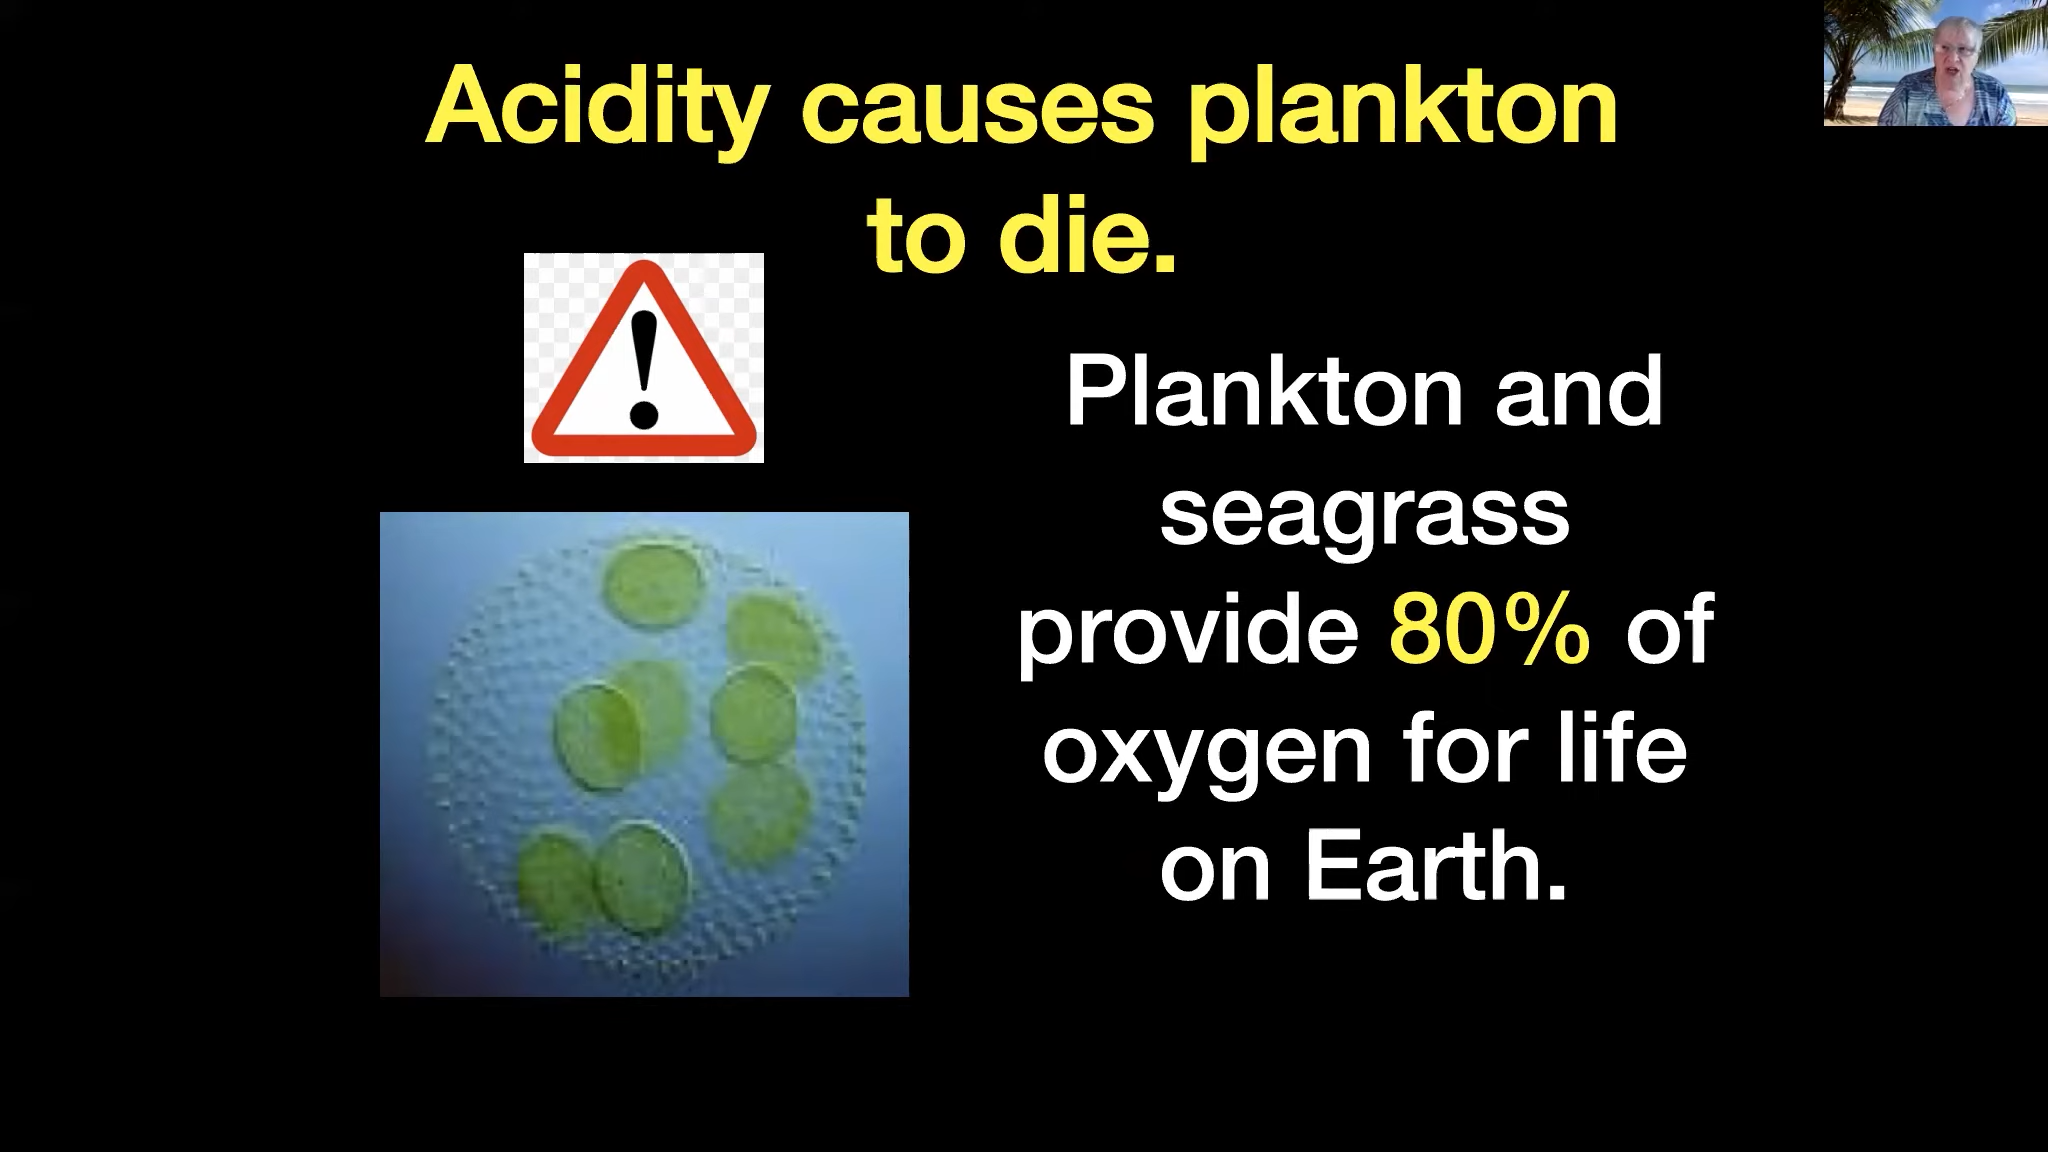 Acidity causes plankton
to die.
Plankton and
seagrass
provide 80% of
oxygen for life
on Earth.